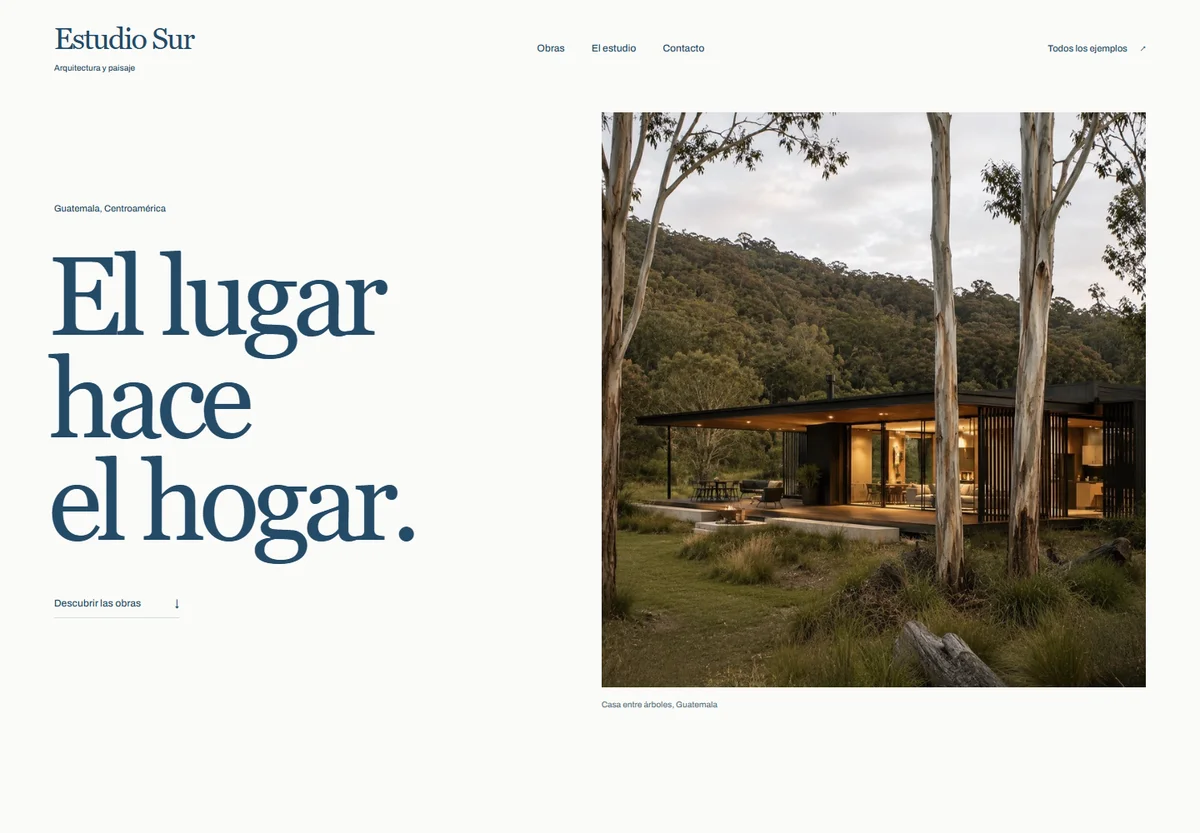 Estudio Sur
Arquitectura y paisaje
Obras
El estudio
Contacto
Todos los ejemplos ↗
Guatemala, Centroamérica
El lugar
hace
el hogar.
Descubrir las obras ↓
Casa entre árboles, Guatemala